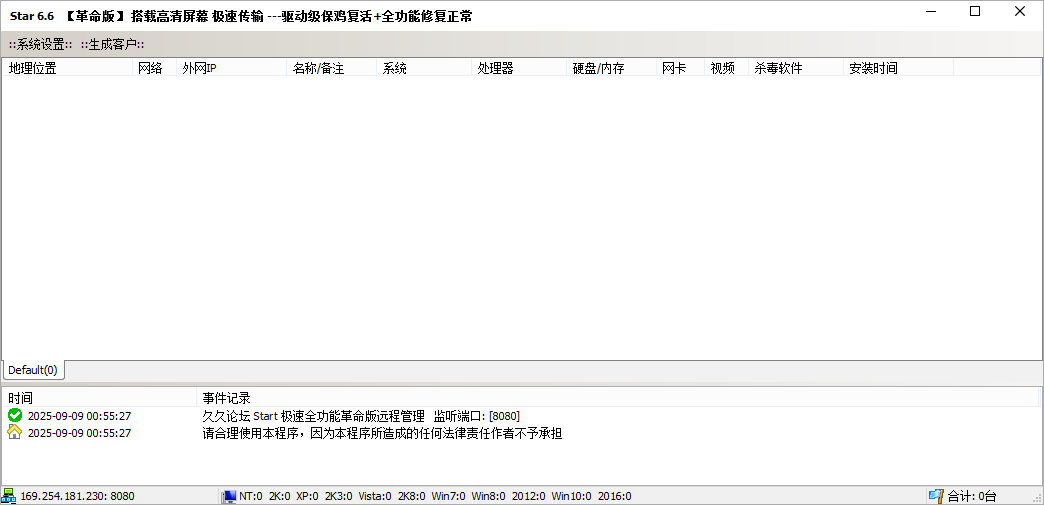 Star 6.6 【革命版】 搭载高清屏幕 极速传输 ---驱动级保鸡复活+全功能修复正常
::系统设置:: ::生成客户::
地理位置 网络 外网IP 名称/备注 系统 处理器 硬盘/内存 网卡 视频 杀毒软件 安装时间
Default(0)
时间 事件记录
2025-09-09 00:55:27 久久论坛 Start 极速全功能革命版远程管理 监听端口: [8080]
2025-09-09 00:55:27 请合理使用本程序，因为本程序所造成的任何法律责任作者不予承担
169.254.181.230: 8080 NT:0 2K:0 XP:0 2K3:0 Vista:0 2K8:0 Win7:0 Win8:0 2012:0 Win10:0 2016:0 合计: 0台